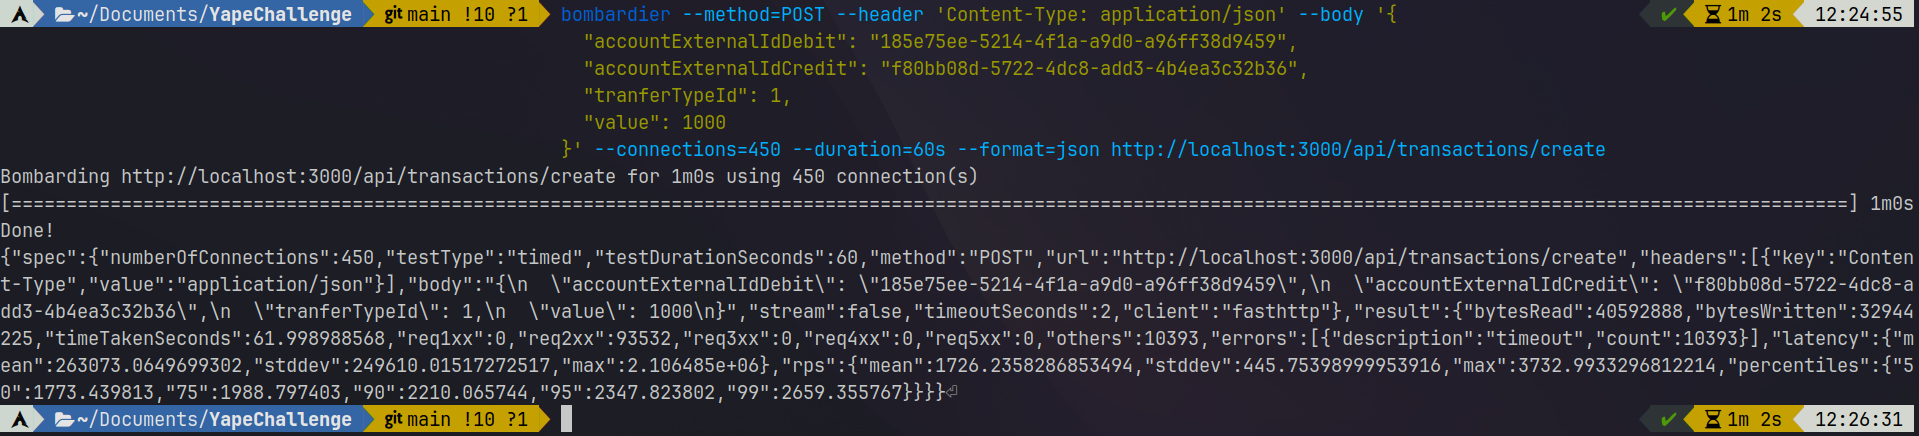 ~/Documents/YapeChallenge git main !10 ?1 bombardier --method=POST --header 'Content-Type: application/json' --body '{ ✔ 1m 2s 12:24:55
"accountExternalIdDebit": "185e75ee-5214-4f1a-a9d0-a96ff38d9459",
"accountExternalIdCredit": "f80bb08d-5722-4dc8-add3-4b4ea3c32b36",
"tranferTypeId": 1,
"value": 1000
}' --connections=450 --duration=60s --format=json http://localhost:3000/api/transactions/create
Bombarding http://localhost:3000/api/transactions/create for 1m0s using 450 connection(s)
[=======================================================================================================================================================================] 1m0s
Done!
{"spec":{"numberOfConnections":450,"testType":"timed","testDurationSeconds":60,"method":"POST","url":"http://localhost:3000/api/transactions/create","headers":[{"key":"Conten
t-Type","value":"application/json"}],"body":"{\n  \"accountExternalIdDebit\": \"185e75ee-5214-4f1a-a9d0-a96ff38d9459\",\n  \"accountExternalIdCredit\": \"f80bb08d-5722-4dc8-a
dd3-4b4ea3c32b36\",\n  \"tranferTypeId\": 1,\n  \"value\": 1000\n}","stream":false,"timeoutSeconds":2,"client":"fasthttp"},"result":{"bytesRead":40592888,"bytesWritten":32944
225,"timeTakenSeconds":61.998988568,"req1xx":0,"req2xx":93532,"req3xx":0,"req4xx":0,"req5xx":0,"others":10393,"errors":[{"description":"timeout","count":10393}],"latency":{"m
ean":263073.0649699302,"stddev":249610.01517272517,"max":2.106485e+06},"rps":{"mean":1726.2358286853494,"stddev":445.75398999953916,"max":3732.9933296812214,"percentiles":{"5
0":1773.439813,"75":1988.797403,"90":2210.065744,"95":2347.823802,"99":2659.355767}}}}⏎
~/Documents/YapeChallenge git main !10 ?1 ✔ 1m 2s 12:26:31